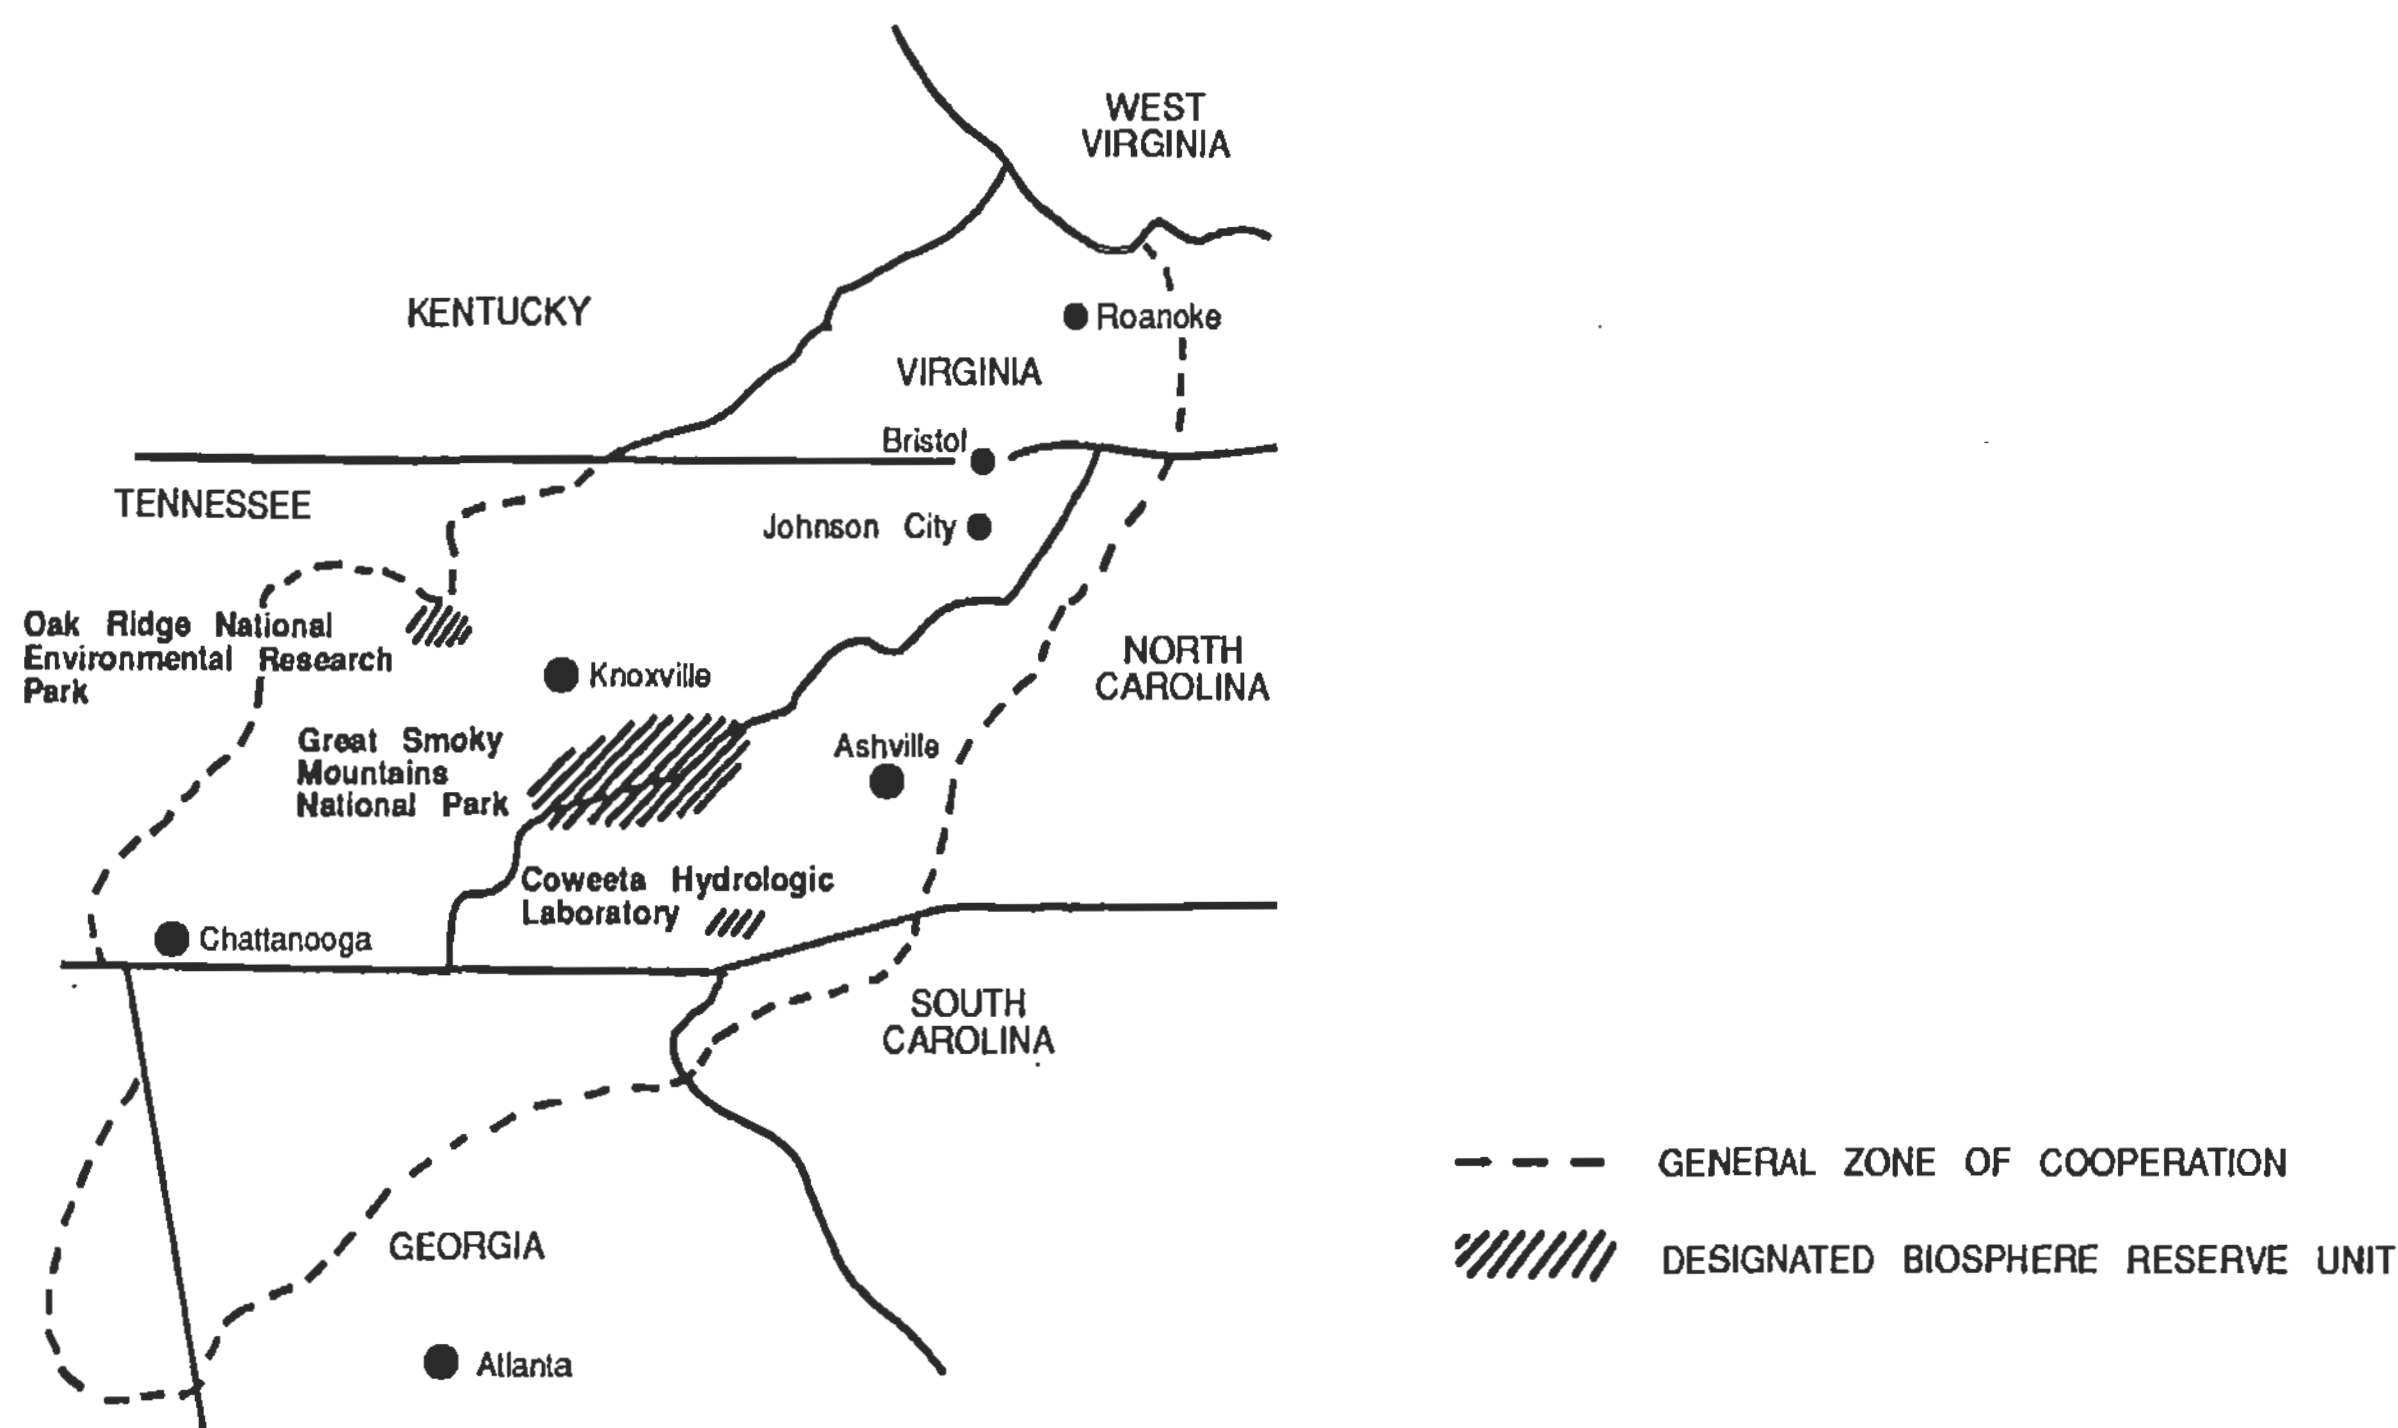 WEST
VIRGINIA
KENTUCKY
Roanoke
VIRGINIA
Bristol
TENNESSEE
Johnson City
Oak Ridge National
Environmental Research
Park
NORTH
CAROLINA
Knoxville
Great Smoky
Mountains
National Park
Ashville
Coweeta Hydrologic
Laboratory
Chattanooga
SOUTH
CAROLINA
GENERAL ZONE OF COOPERATION
GEORGIA
DESIGNATED BIOSPHERE RESERVE UNIT
Atlanta